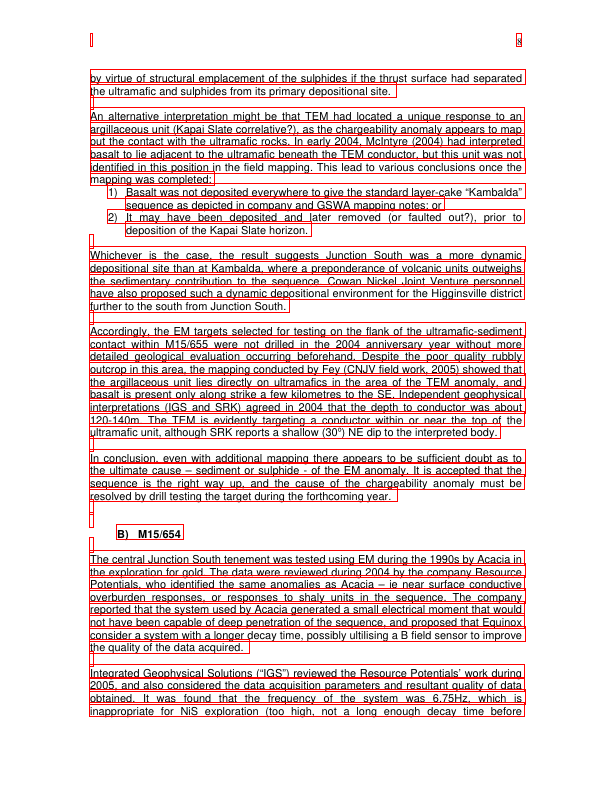 8
by virtue of structural emplacement of the sulphides if the thrust surface had separated
the ultramafic and sulphides from its primary depositional site.
An alternative interpretation might be that TEM had located a unique response to an
argillaceous unit (Kapai Slate correlative?), as the chargeability anomaly appears to map
out the contact with the ultramafic rocks. In early 2004, McIntyre (2004) had interpreted
basalt to lie adjacent to the ultramafic beneath the TEM conductor, but this unit was not
identified in this position in the field mapping. This lead to various conclusions once the
mapping was completed:
1) Basalt was not deposited everywhere to give the standard layer-cake “Kambalda”
sequence as depicted in company and GSWA mapping notes; or
2) It may have been deposited and later removed (or faulted out?), prior to
deposition of the Kapai Slate horizon.
Whichever is the case, the result suggests Junction South was a more dynamic
depositional site than at Kambalda, where a preponderance of volcanic units outweighs
the sedimentary contribution to the sequence. Cowan Nickel Joint Venture personnel
have also proposed such a dynamic depositional environment for the Higginsville district
further to the south from Junction South.
Accordingly, the EM targets selected for testing on the flank of the ultramafic-sediment
contact within M15/655 were not drilled in the 2004 anniversary year without more
detailed geological evaluation occurring beforehand. Despite the poor quality rubbly
outcrop in this area, the mapping conducted by Fey (CNJV field work, 2005) showed that
the argillaceous unit lies directly on ultramafics in the area of the TEM anomaly, and
basalt is present only along strike a few kilometres to the SE. Independent geophysical
interpretations (IGS and SRK) agreed in 2004 that the depth to conductor was about
120-140m. The TEM is evidently targeting a conductor within or near the top of the
ultramafic unit, although SRK reports a shallow (30°) NE dip to the interpreted body.
In conclusion, even with additional mapping there appears to be sufficient doubt as to
the ultimate cause – sediment or sulphide - of the EM anomaly. It is accepted that the
sequence is the right way up, and the cause of the chargeability anomaly must be
resolved by drill testing the target during the forthcoming year.
B) M15/654
The central Junction South tenement was tested using EM during the 1990s by Acacia in
the exploration for gold. The data were reviewed during 2004 by the company Resource
Potentials, who identified the same anomalies as Acacia – ie near surface conductive
overburden responses, or responses to shaly units in the sequence. The company
reported that the system used by Acacia generated a small electrical moment that would
not have been capable of deep penetration of the sequence, and proposed that Equinox
consider a system with a longer decay time, possibly ultilising a B field sensor to improve
the quality of the data acquired.
Integrated Geophysical Solutions (“IGS”) reviewed the Resource Potentials’ work during
2005, and also considered the data acquisition parameters and resultant quality of data
obtained. It was found that the frequency of the system was 6.75Hz, which is
inappropriate for NiS exploration (too high, not a long enough decay time before